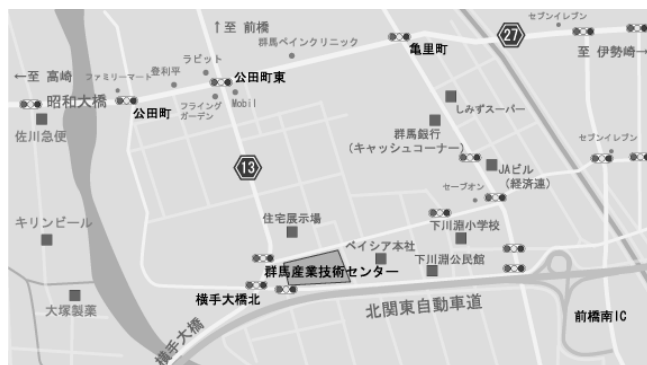 セブンイレブン
↑至 前橋
27
群馬ペインクリニック
亀里町
至 伊勢崎→
ラビット
←至 高崎
ファミリーマート
登利平
公田町東
昭和大橋
公田町
フライング
ガーデン
Mobil
しみずスーパー
佐川急便
群馬銀行
(キャッシュコーナー)
セブンイレブン
13
JAビル
(経済連)
セーブオン
キリンビール
住宅展示場
下川淵小学校
ベイシア本社
下川淵公民館
群馬産業技術センター
横手大橋北
大塚製薬
北関東自動車道
前橋南IC
横手大橋